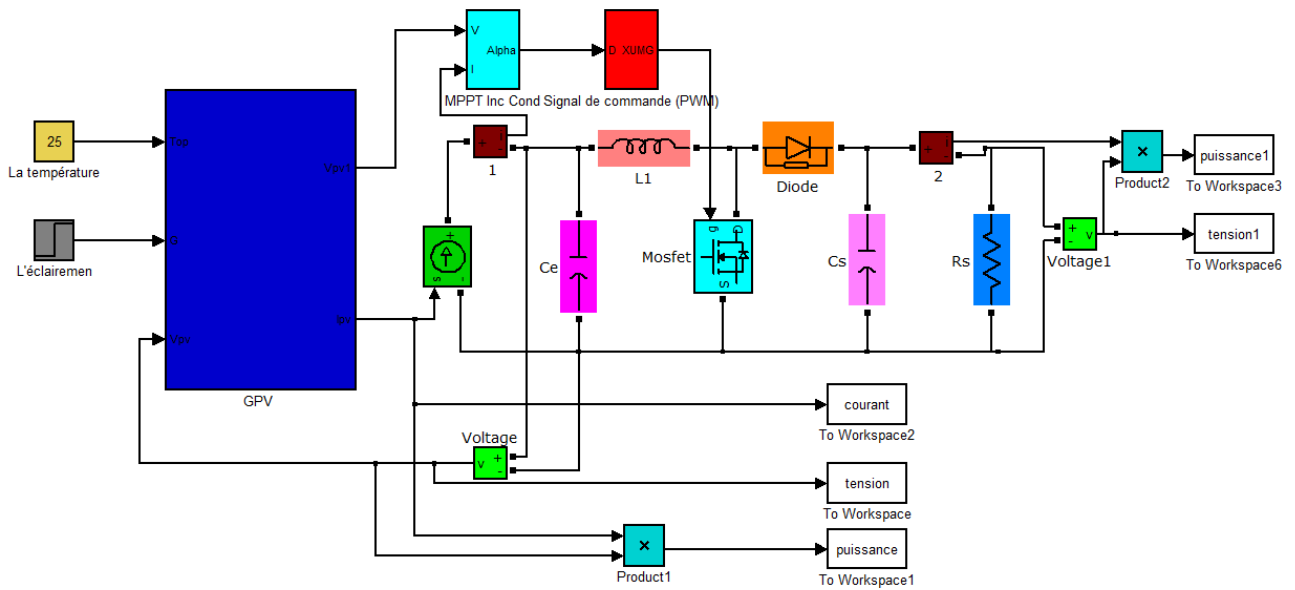 V
I
Alpha
D XUMG
MPPT Inc Cond Signal de commande (PWM)
25
La température
Top
Vpv1
G
L'éclairemen
Ipv
Vpv
GPV
+
-
s
+ i
-
1
L1
Ce
Mosfet
g
G
S
Diode
Cs
+ i
-
2
Rs
+
-
v
Voltage1
×
Product2
puissance1
To Workspace3
tension1
To Workspace6
courant
To Workspace2
Voltage
v
+
-
tension
To Workspace
×
Product1
puissance
To Workspace1